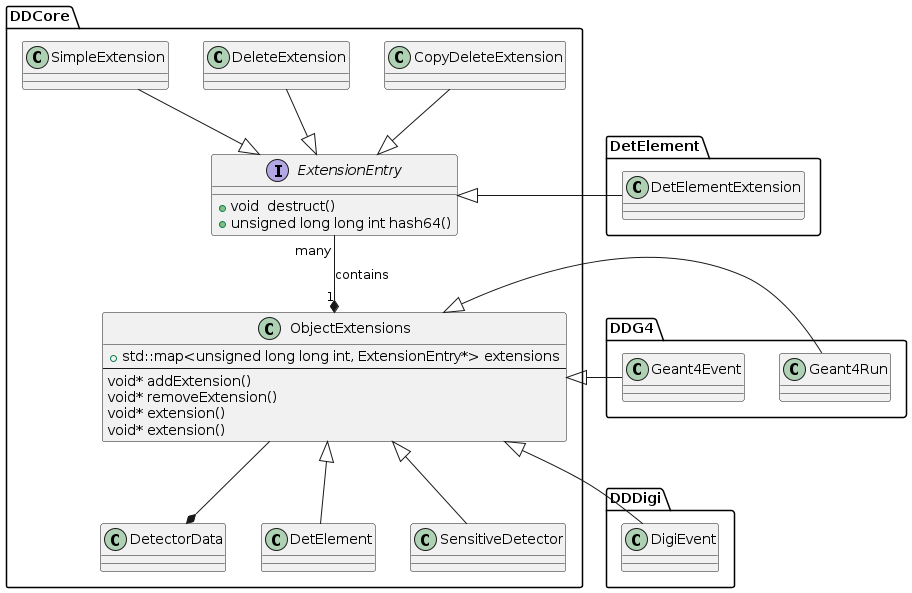 DDCore
C SimpleExtension
C DeleteExtension
C CopyDeleteExtension
DetElement
I ExtensionEntry
void  destruct()
unsigned long long int hash64()
C DetElementExtension
many
contains
1
C ObjectExtensions
std::map<unsigned long long int, ExtensionEntry*> extensions
void* addExtension()
void* removeExtension()
void* extension()
void* extension()
DDG4
C Geant4Event
C Geant4Run
DDDigi
C DetectorData
C DetElement
C SensitiveDetector
C DigiEvent